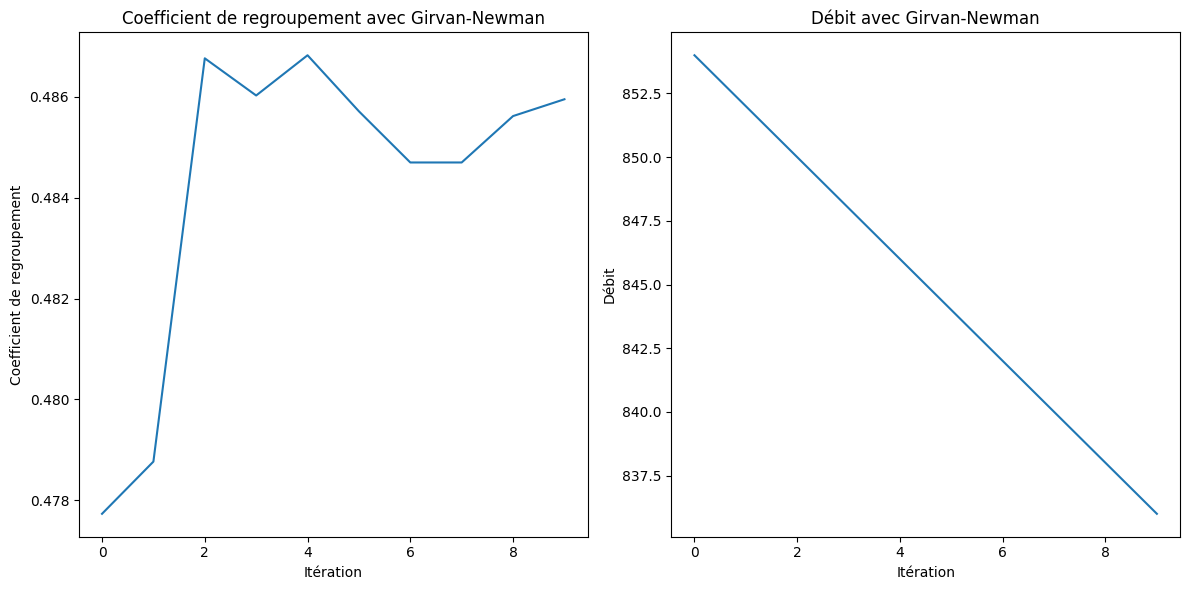 Coefficient de regroupement avec Girvan-Newman
Coefficient de regroupement
0.486
0.484
0.482
0.480
0.478
0 2 4 6 8
Itération
Débit avec Girvan-Newman
Débit
852.5
850.0
847.5
845.0
842.5
840.0
837.5
0 2 4 6 8
Itération